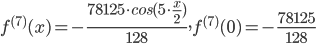 f^{(7)}(x) = -\frac{78125 \cdot cos(5 \cdot \frac{x}{2})}{128}, f^{(7)}(0) = -\frac{78125}{128}